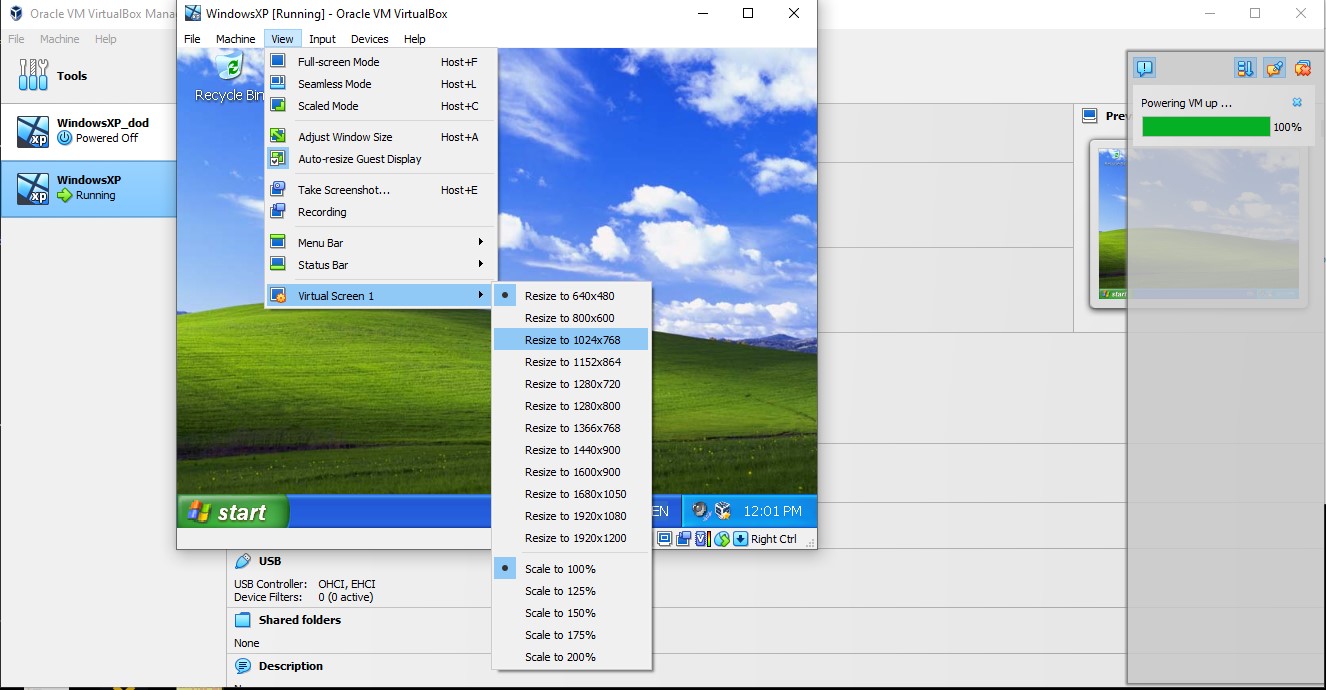 Oracle VM VirtualBox Mana
File Machine Help
Tools
WindowsXP_dod
Powered Off
WindowsXP
Running
WindowsXP [Running] - Oracle VM VirtualBox
File Machine View Input Devices Help
Recycle Bin
Full-screen Mode Host+F
Seamless Mode Host+L
Scaled Mode Host+C
Adjust Window Size Host+A
Auto-resize Guest Display
Take Screenshot... Host+E
Recording
Menu Bar
Status Bar
Virtual Screen 1
Resize to 640x480
Resize to 800x600
Resize to 1024x768
Resize to 1152x864
Resize to 1280x720
Resize to 1280x800
Resize to 1366x768
Resize to 1440x900
Resize to 1600x900
Resize to 1680x1050
Resize to 1920x1080
Resize to 1920x1200
Scale to 100%
Scale to 125%
Scale to 150%
Scale to 175%
Scale to 200%
start
EN
12:01 PM
Right Ctrl
USB
USB Controller: OHCI, EHCI
Device Filters: 0 (0 active)
Shared folders
None
Description
Prev
Powering VM up ...
100%
start